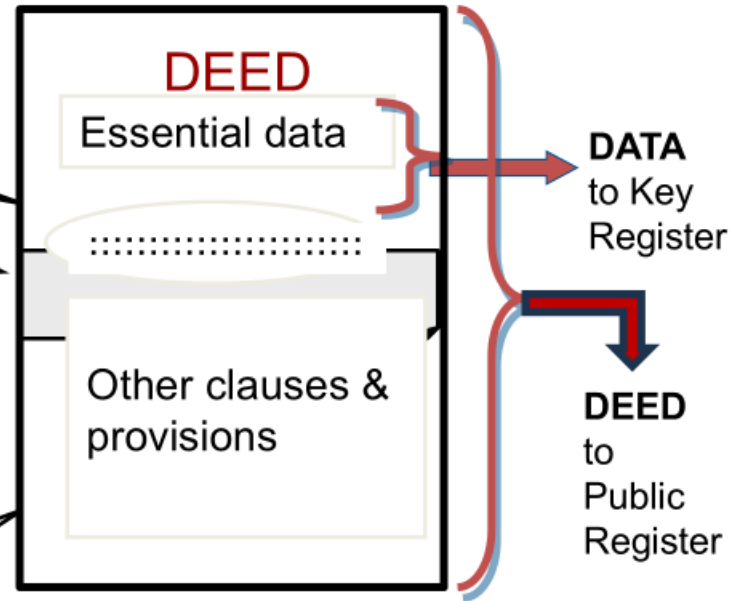 DEED
Essential data
Other clauses &
provisions
DATA
to Key
Register
DEED
to
Public
Register